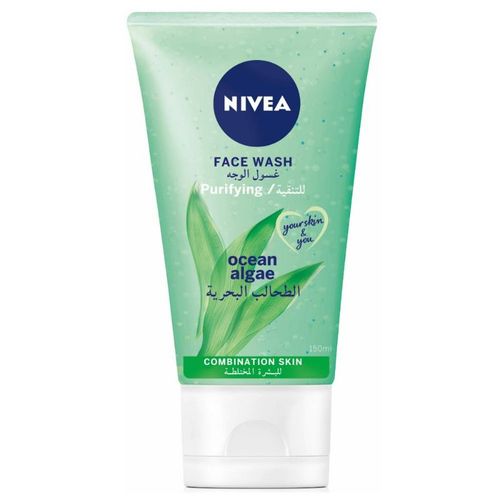 NIVEA
FACE WASH
غسول الوجه
Purifying / للتنقية
your skin
&
you
ocean
algae
الطحالب البحرية
150ml
COMBINATION SKIN
للبشرة المختلطة